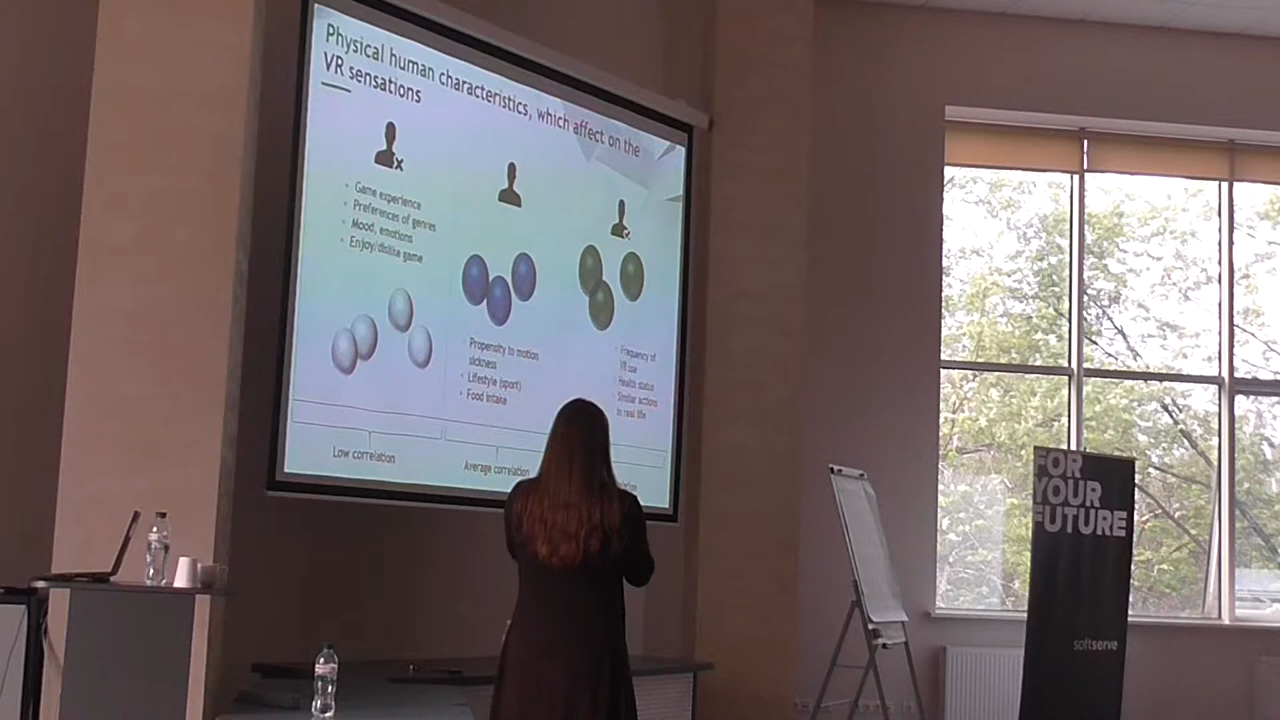 Physical human characteristics, which affect on the
VR sensations
Game experience
Preferences of genres
Mood, emotions
Enjoy/dislike game
Propensity to motion
sickness
Lifestyle (sport)
Food intake
Frequency of
VR use
Health status
Similar actions
in real life
Low correlation
Average correlation
FOR
YOUR
FUTURE
softserve